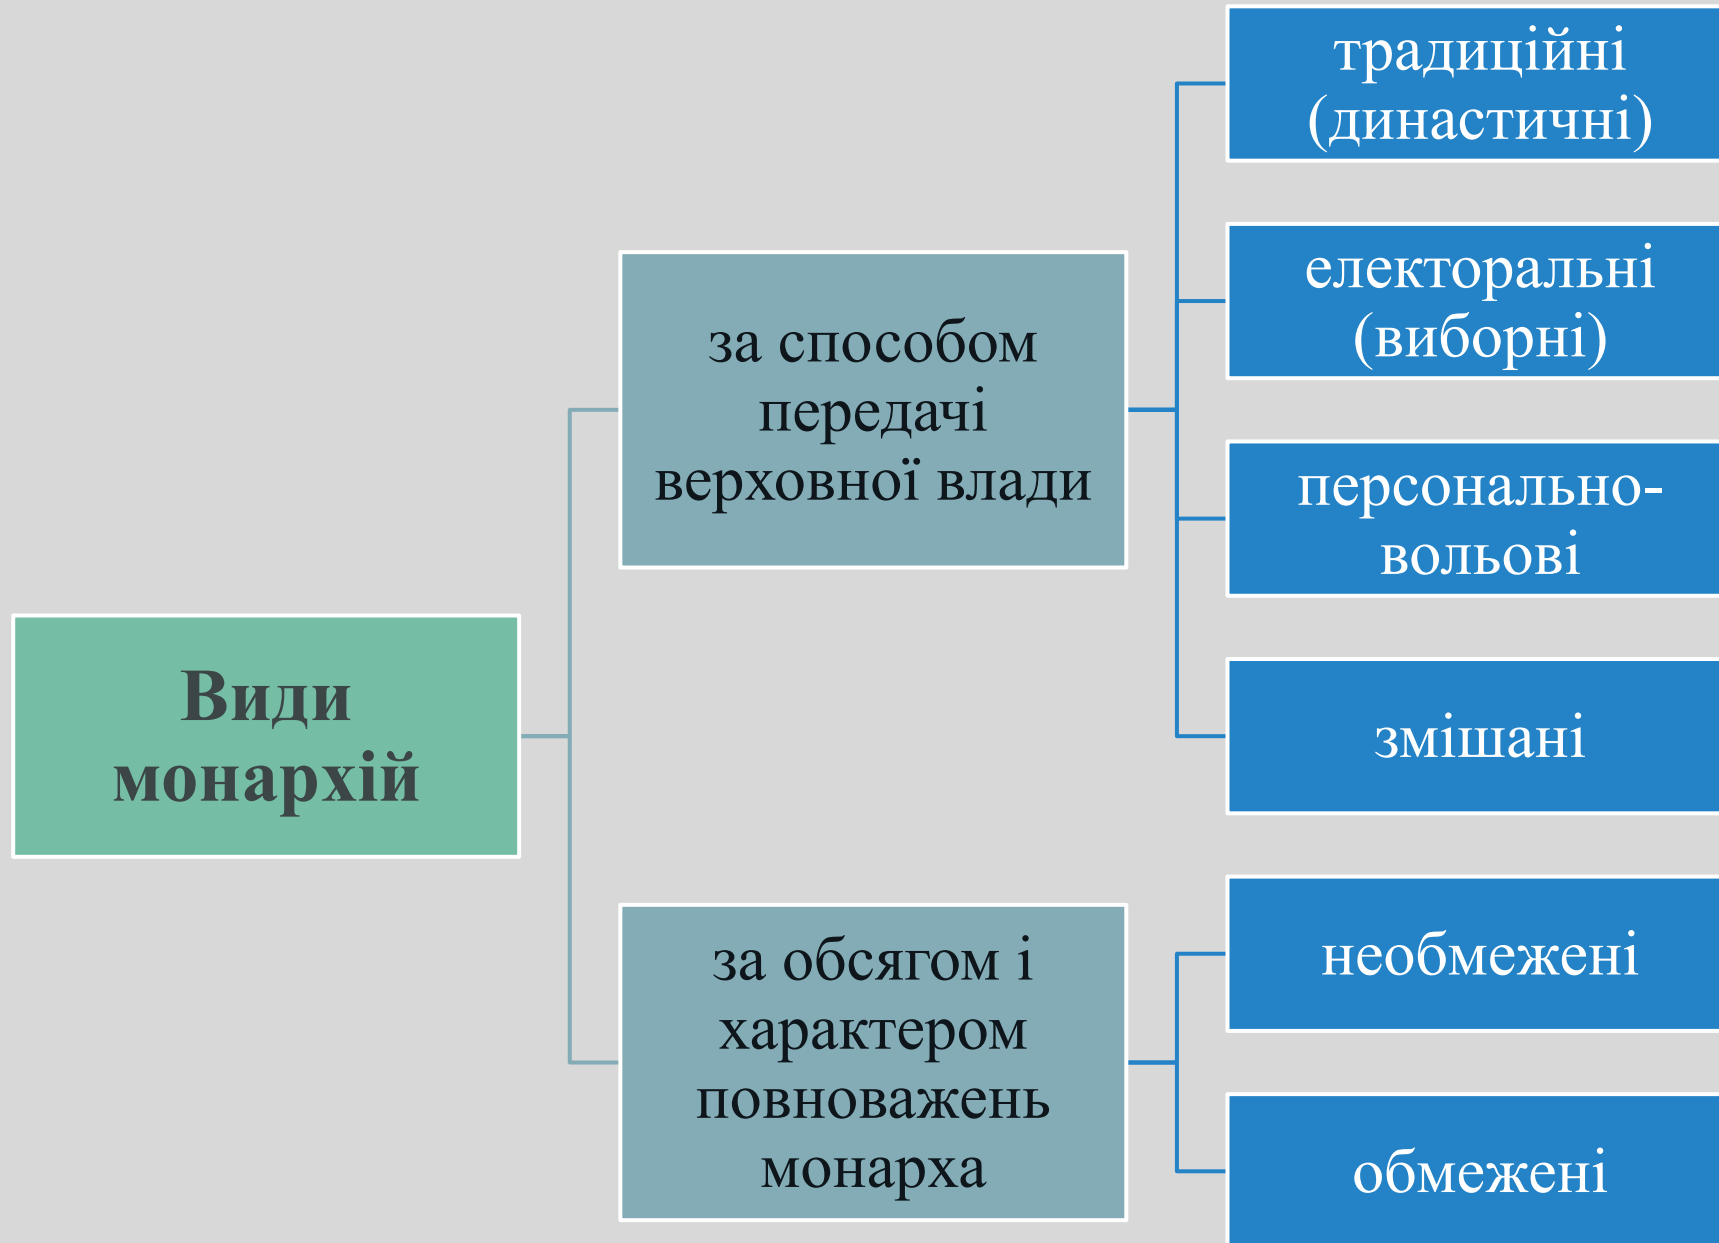 Види
монархій
за способом
передачі
верховної влади
традиційні
(династичні)
електоральні
(виборні)
персонально-
вольові
змішані
за обсягом і
характером
повноважень
монарха
необмежені
обмежені